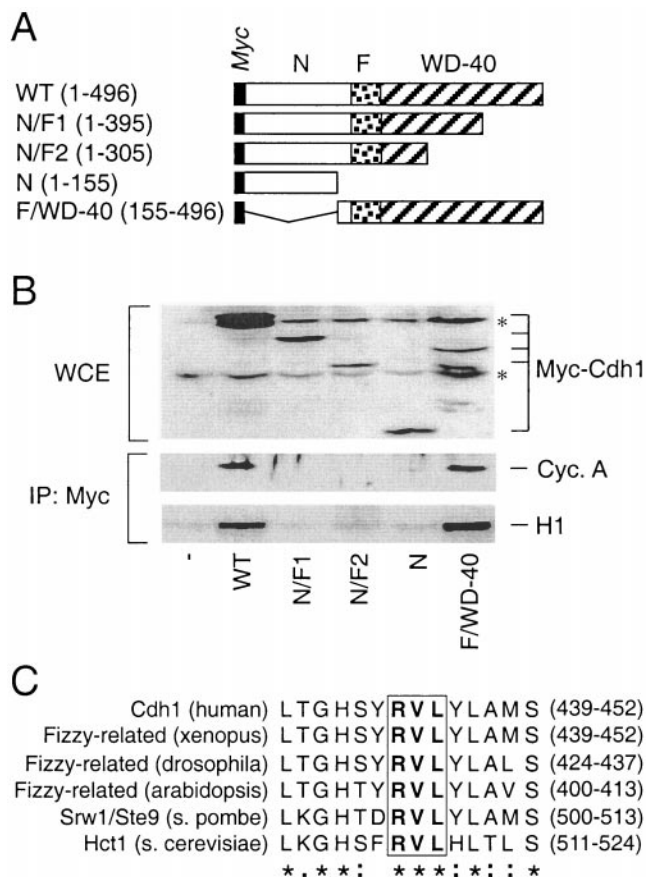 A
Myc N F WD-40
WT (1-496)
N/F1 (1-395)
N/F2 (1-305)
N (1-155)
F/WD-40 (155-496)
B
WCE
*
*
Myc-Cdh1
IP: Myc
Cyc. A
H1
- WT N/F1 N/F2 N F/WD-40
C
Cdh1 (human) L T G H S Y R V L Y L A M S (439-452)
Fizzy-related (xenopus) L T G H S Y R V L Y L A M S (439-452)
Fizzy-related (drosophila) L T G H S Y R V L Y L A L S (424-437)
Fizzy-related (arabidopsis) L T G H T Y R V L Y L A V S (400-413)
Srw1/Ste9 (s. pombe) L K G H T D R V L Y L A M S (500-513)
Hct1 (s. cerevisiae) L K G H S F R V L H L T L S (511-524)
* . * * : * * * : * : : *